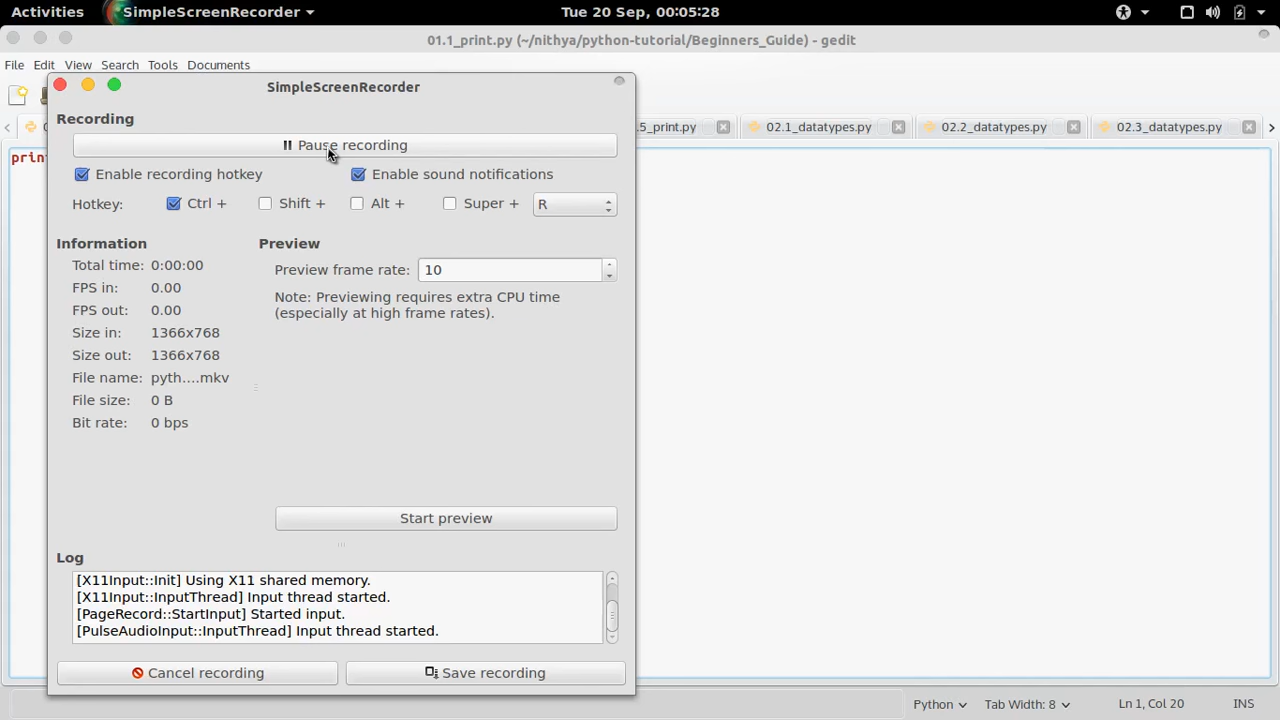 Activities SimpleScreenRecorder Tue 20 Sep, 00:05:28
01.1_print.py (~/nithya/python-tutorial/Beginners_Guide) - gedit
File Edit View Search Tools Documents
SimpleScreenRecorder
5_print.py 02.1_datatypes.py 02.2_datatypes.py 02.3_datatypes.py
Recording
Pause recording
Enable recording hotkey Enable sound notifications
Hotkey: Ctrl + Shift + Alt + Super + R
Information Preview
Total time: 0:00:00
Preview frame rate: 10
FPS in: 0.00
Note: Previewing requires extra CPU time
(especially at high frame rates).
FPS out: 0.00
Size in: 1366x768
Size out: 1366x768
File name: pyth....mkv
File size: 0 B
Bit rate: 0 bps
Start preview
Log
[X11Input::Init] Using X11 shared memory.
[X11Input::InputThread] Input thread started.
[PageRecord::StartInput] Started input.
[PulseAudioInput::InputThread] Input thread started.
Cancel recording Save recording
Python Tab Width: 8 Ln 1, Col 20 INS